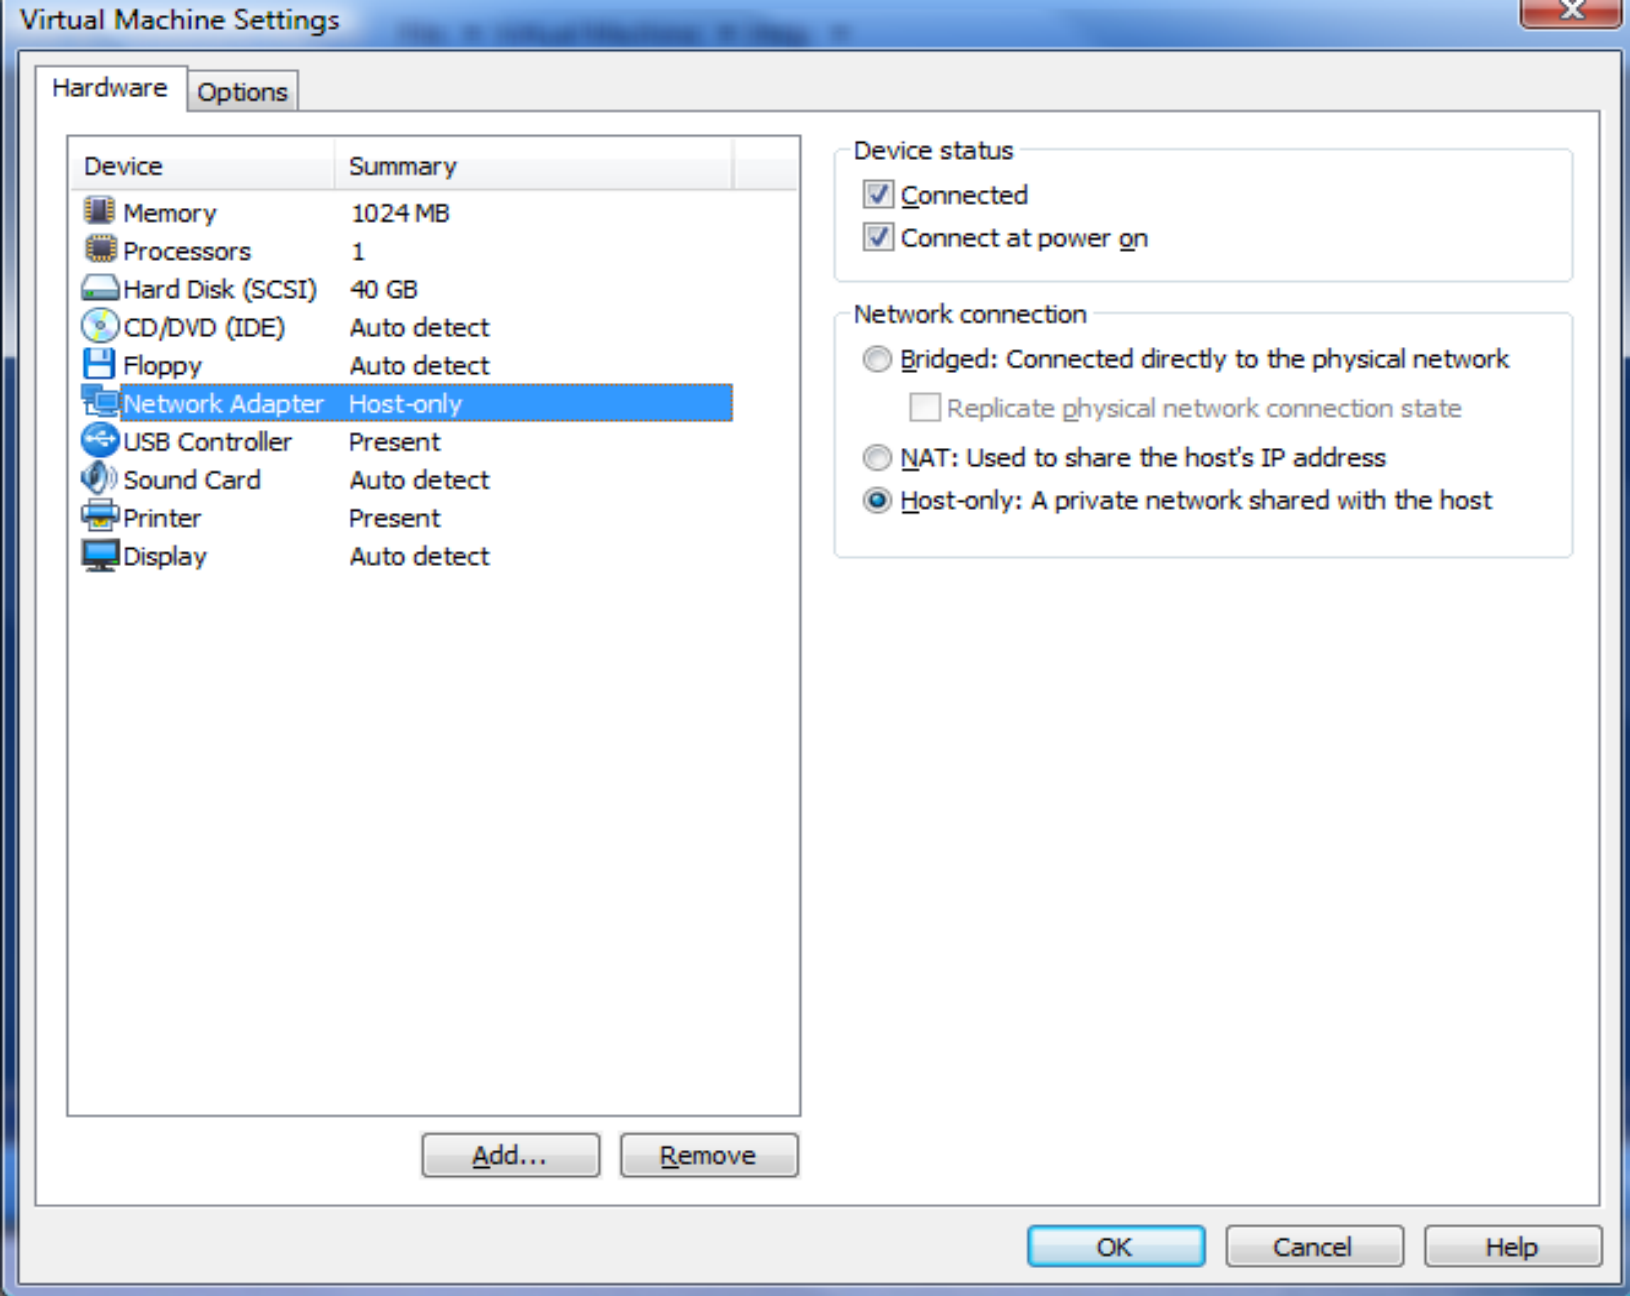 Virtual Machine Settings
Hardware
Options
Device Summary
Memory 1024 MB
Processors 1
Hard Disk (SCSI) 40 GB
CD/DVD (IDE) Auto detect
Floppy Auto detect
Network Adapter Host-only
USB Controller Present
Sound Card Auto detect
Printer Present
Display Auto detect
Add...
Remove
Device status
Connected
Connect at power on
Network connection
Bridged: Connected directly to the physical network
Replicate physical network connection state
NAT: Used to share the host's IP address
Host-only: A private network shared with the host
OK
Cancel
Help